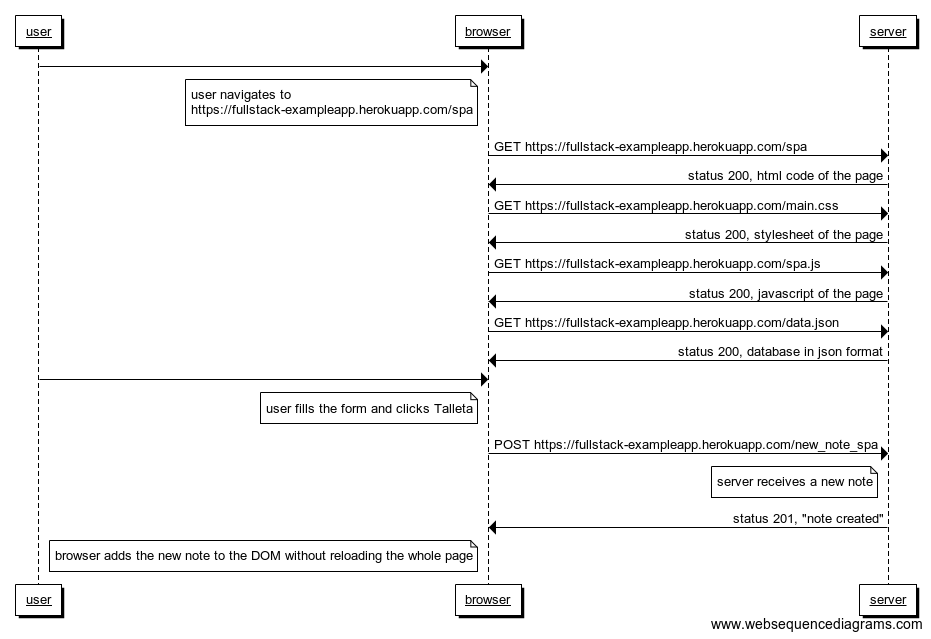 user
browser
server
user navigates to
https://fullstack-exampleapp.herokuapp.com/spa
GET https://fullstack-exampleapp.herokuapp.com/spa
status 200, html code of the page
GET https://fullstack-exampleapp.herokuapp.com/main.css
status 200, stylesheet of the page
GET https://fullstack-exampleapp.herokuapp.com/spa.js
status 200, javascript of the page
GET https://fullstack-exampleapp.herokuapp.com/data.json
status 200, database in json format
user fills the form and clicks Talleta
POST https://fullstack-exampleapp.herokuapp.com/new_note_spa
server receives a new note
status 201, "note created"
browser adds the new note to the DOM without reloading the whole page
user
browser
server
www.websequencediagrams.com